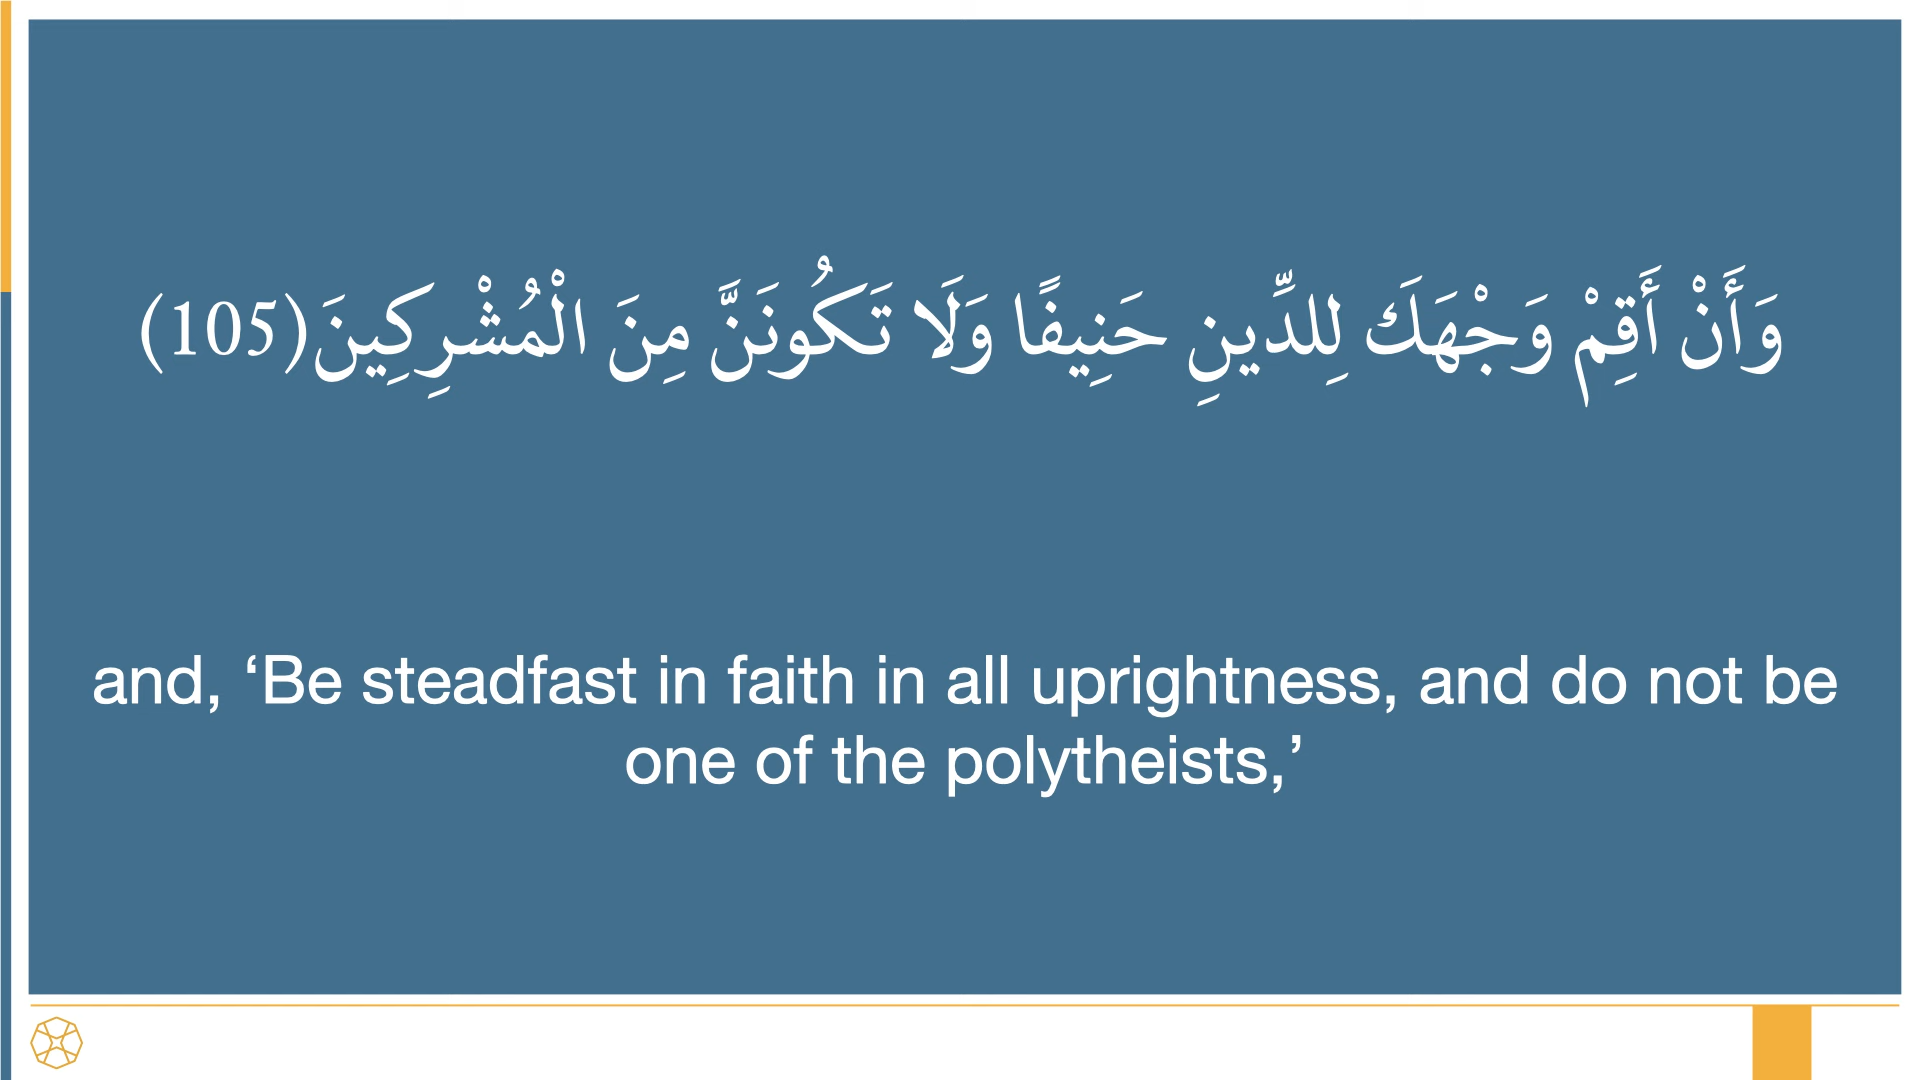 وَأَنْ أَقِمْ وَجْهَكَ لِلدِّينِ حَنِيفًا وَلَا تَكُونَنَّ مِنَ الْمُشْرِكِينَ(105)
and, ‘Be steadfast in faith in all uprightness, and do not be
one of the polytheists,’